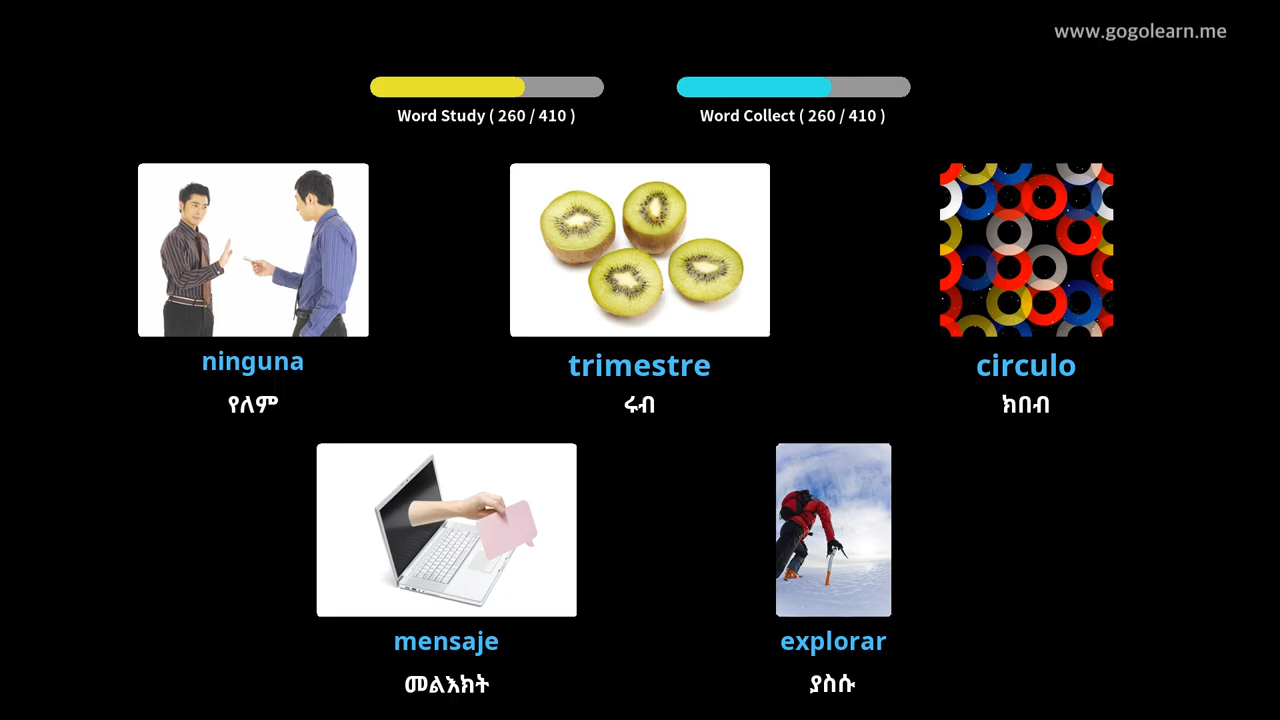 www.gogolearn.me
Word Study ( 260 / 410 )
Word Collect ( 260 / 410 )
ninguna
trimestre
circulo
የለም
ሩብ
ክበብ
mensaje
explorar
መልእክት
ያስሱ